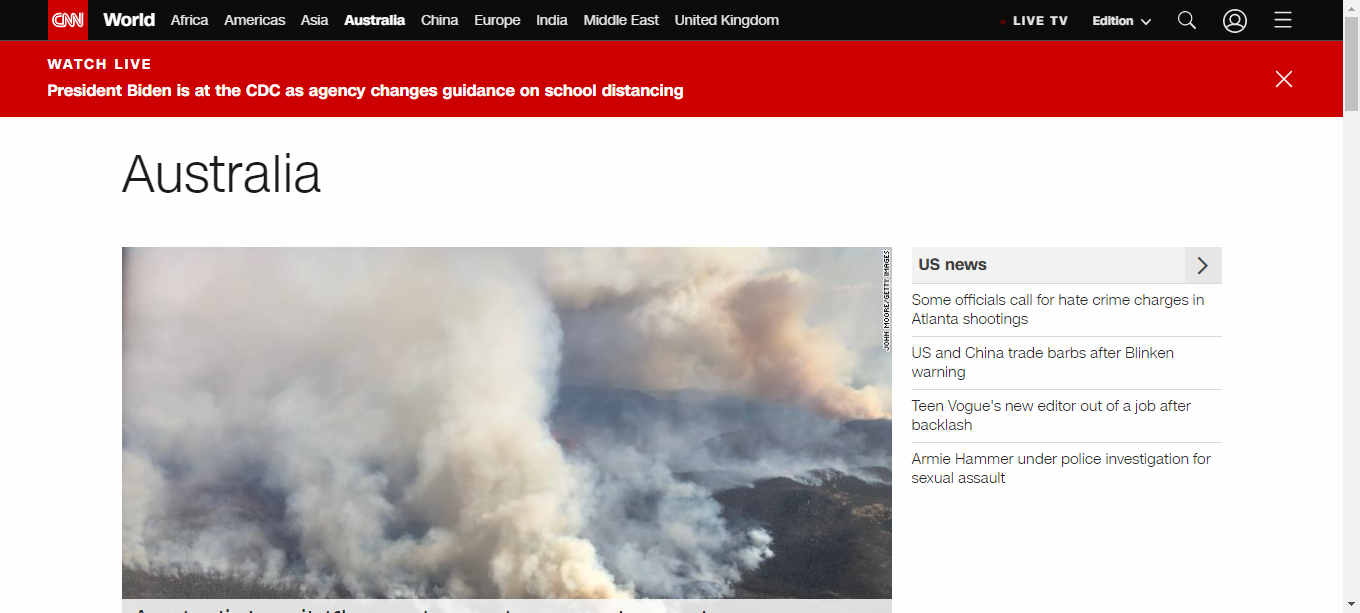 CNN World Africa Americas Asia Australia China Europe India Middle East United Kingdom LIVE TV Edition
WATCH LIVE
President Biden is at the CDC as agency changes guidance on school distancing
Australia
JOHN MOORE/GETTY IMAGES
US news
Some officials call for hate crime charges in
Atlanta shootings
US and China trade barbs after Blinken
warning
Teen Vogue's new editor out of a job after
backlash
Armie Hammer under police investigation for
sexual assault